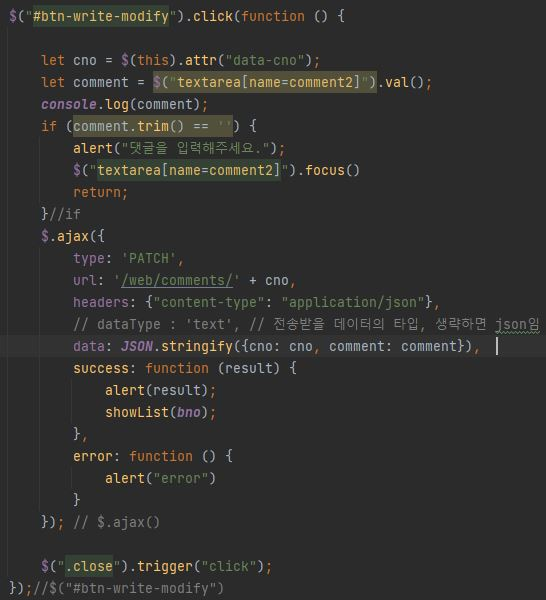 $("#btn-write-modify").click(function () {
let cno = $(this).attr("data-cno");
let comment = $("textarea[name=comment2]").val();
console.log(comment);
if (comment.trim() == '') {
alert("댓글을 입력해주세요.");
$("textarea[name=comment2]").focus()
return;
}//if
$.ajax({
type: 'PATCH',
url: '/web/comments/' + cno,
headers: {"content-type": "application/json"},
// dataType : 'text', // 전송받을 데이터의 타입, 생략하면 json임
data: JSON.stringify({cno: cno, comment: comment}),
success: function (result) {
alert(result);
showList(bno);
},
error: function () {
alert("error")
}
}); // $.ajax()
$(".close").trigger("click");
});//$("#btn-write-modify")